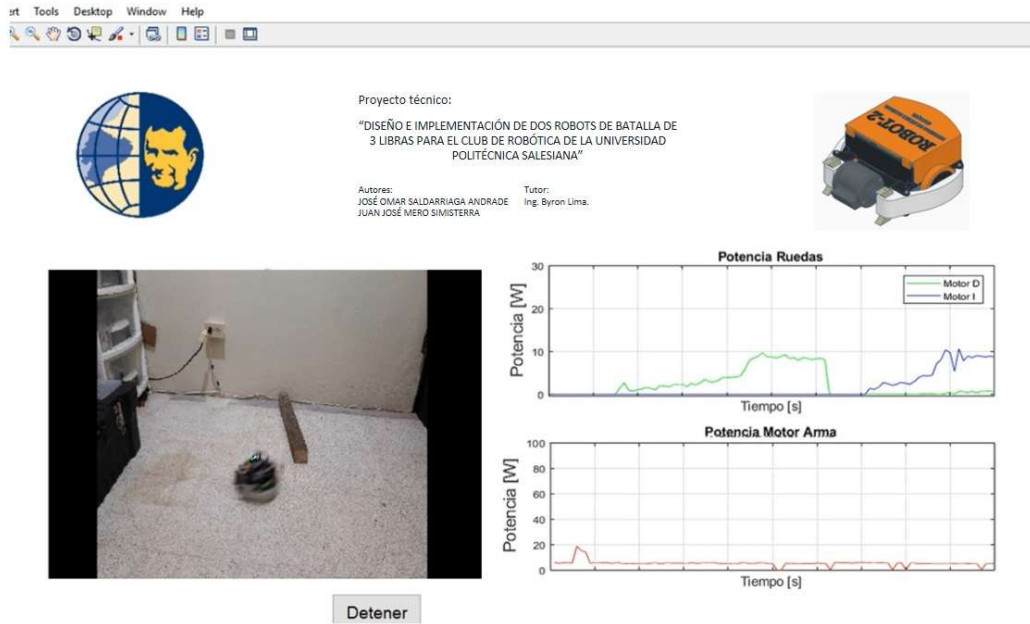 ert Tools Desktop Window Help
Proyecto técnico:
“DISEÑO E IMPLEMENTACIÓN DE DOS ROBOTS DE BATALLA DE
3 LIBRAS PARA EL CLUB DE ROBÓTICA DE LA UNIVERSIDAD
POLITÉCNICA SALESIANA”
Autores:
JOSÉ OMAR SALDARRIAGA ANDRADE
JUAN JOSÉ MERO SIMISTERRA
Tutor:
Ing. Byron Lima.
ROBOT-2
Potencia Ruedas
Potencia [W]
30
20
10
0
Motor D
Motor I
Tiempo [s]
Potencia Motor Arma
Potencia [W]
100
80
60
40
20
0
Tiempo [s]
Detener